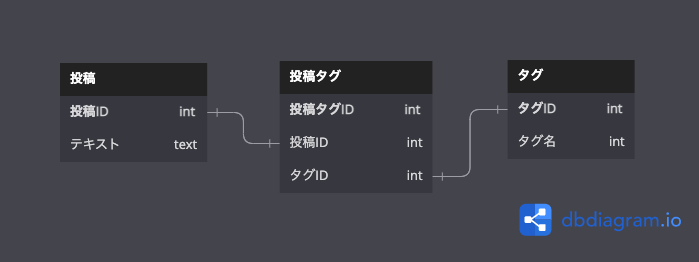 投稿
投稿ID int
テキスト text
投稿タグ
投稿タグID int
投稿ID int
タグID int
タグ
タグID int
タグ名 int
dbdiagram.io